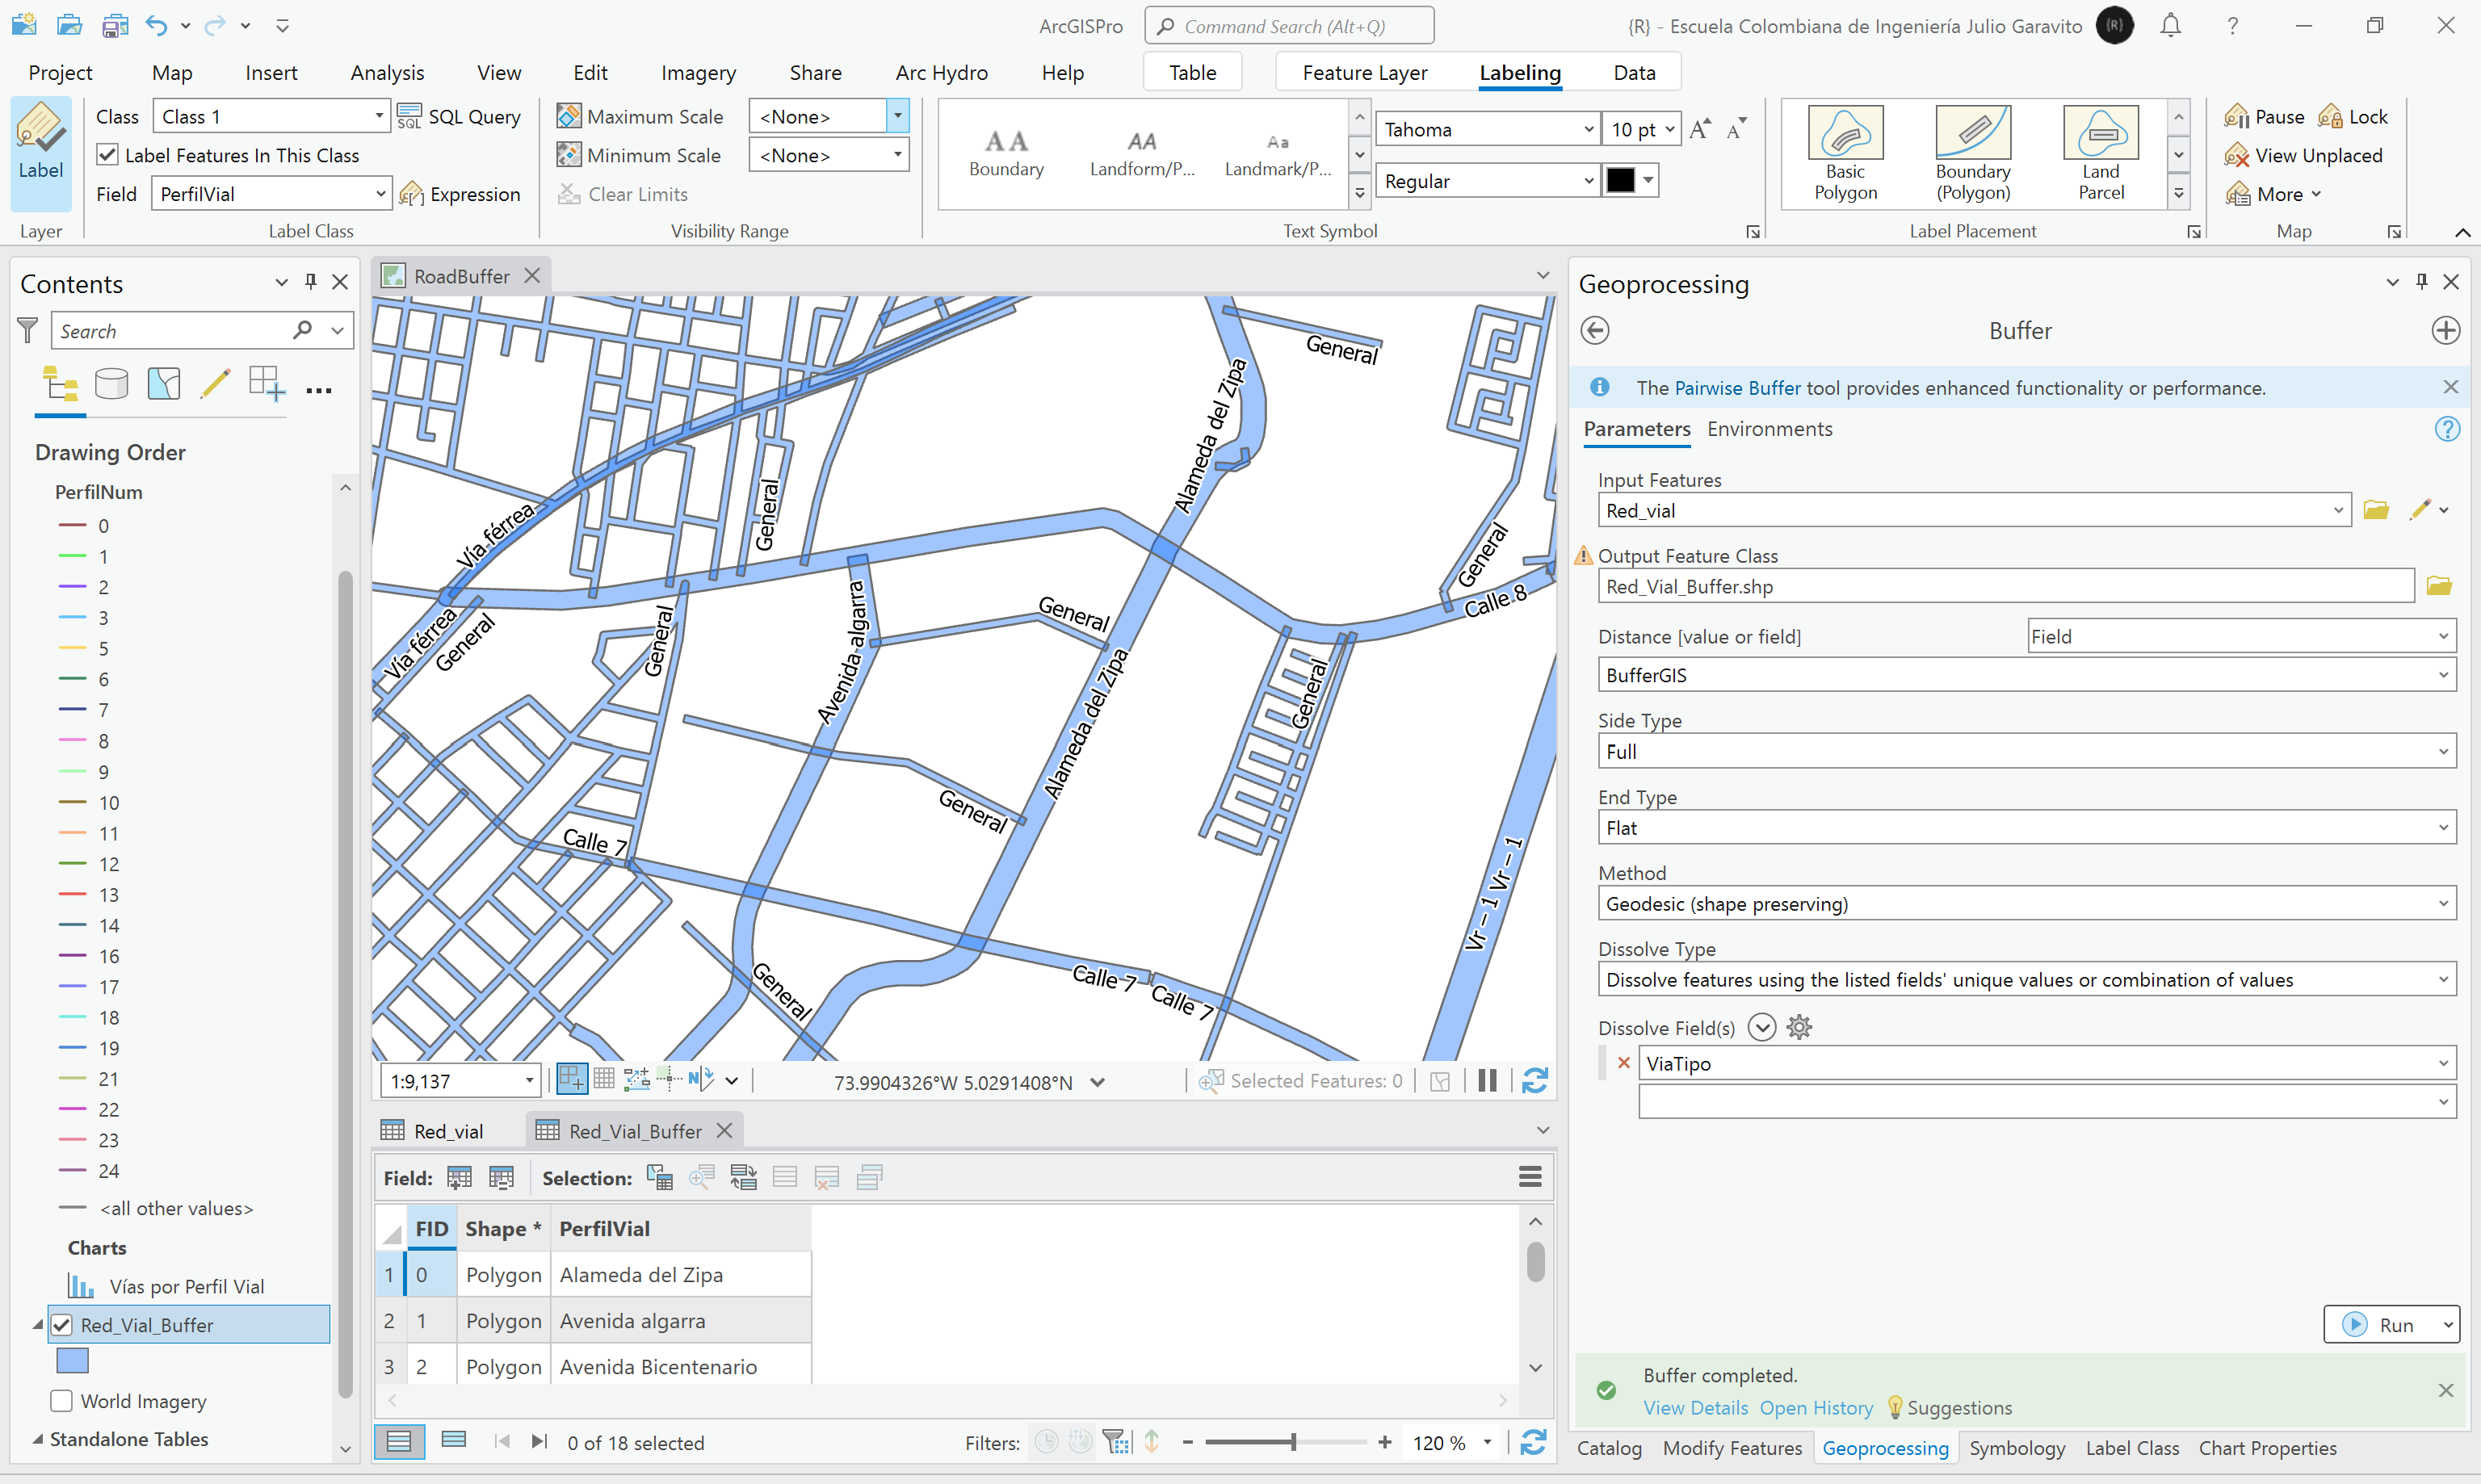 ArcGISPro
Command Search (Alt+Q)
{R} - Escuela Colombiana de Ingeniería Julio Garavito
{R}
Project Map Insert Analysis View Edit Imagery Share Arc Hydro Help Table Feature Layer Labeling Data
Label
Layer
Class Class 1 SQL SQL Query
Label Features In This Class
Field PerfilVial Expression
Label Class
Maximum Scale <None>
Minimum Scale <None>
Clear Limits
Visibility Range
AA Boundary
AA Landform/P...
Aa Landmark/P...
Tahoma 10 pt
Regular
Text Symbol
Basic Polygon
Boundary (Polygon)
Land Parcel
Label Placement
Pause Lock
View Unplaced
More
Map
Contents
Search
Drawing Order
PerfilNum
0
1
2
3
5
6
7
8
9
10
11
12
13
14
16
17
18
19
21
22
23
24
<all other values>
Charts
Vías por Perfil Vial
Red_Vial_Buffer
World Imagery
Standalone Tables
RoadBuffer
General
Alameda del Zipa
General
Vía férrea
General
Calle 8
General
Vía férrea
General
General
Avenida algarra
Alameda del Zipa
General
General
Calle 7
Vr – 1 Vr – 1
General
Calle 7
Calle 7
1:9,137
73.9904326°W 5.0291408°N
Selected Features: 0
Red_vial
Red_Vial_Buffer
Field: Selection:
FID Shape * PerfilVial
1 0 Polygon Alameda del Zipa
2 1 Polygon Avenida algarra
3 2 Polygon Avenida Bicentenario
0 of 18 selected
Filters:
120 %
Geoprocessing
Buffer
The Pairwise Buffer tool provides enhanced functionality or performance.
Parameters Environments
Input Features
Red_vial
Output Feature Class
Red_Vial_Buffer.shp
Distance [value or field] Field
BufferGIS
Side Type
Full
End Type
Flat
Method
Geodesic (shape preserving)
Dissolve Type
Dissolve features using the listed fields' unique values or combination of values
Dissolve Field(s)
ViaTipo
Run
Buffer completed.
View Details Open History Suggestions
Catalog Modify Features Geoprocessing Symbology Label Class Chart Properties